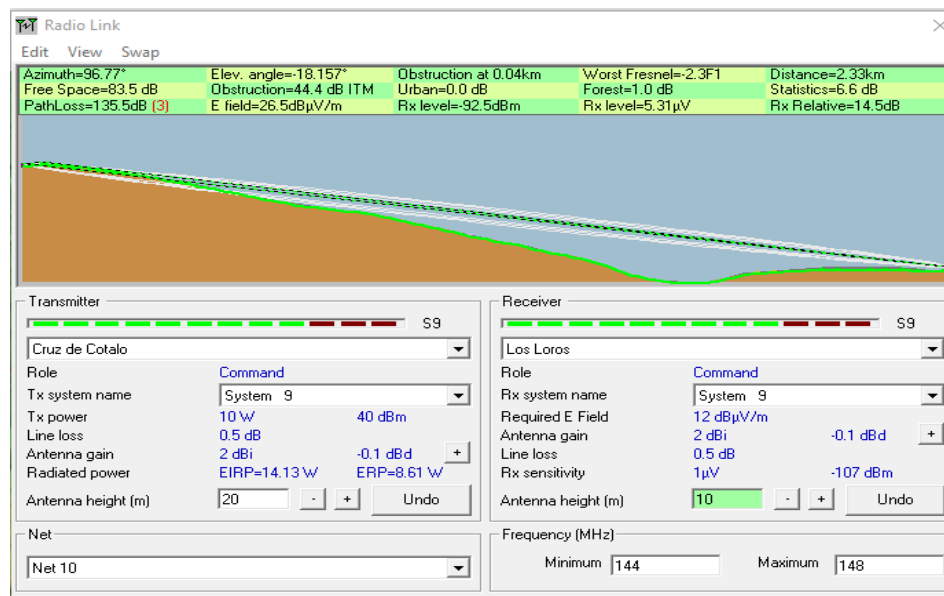 Radio Link
Edit View Swap
Azimuth=96.77° Elev. angle=-18.157° Obstruction at 0.04km Worst Fresnel=-2.3F1 Distance=2.33km
Free Space=83.5 dB Obstruction=44.4 dB ITM Urban=0.0 dB Forest=1.0 dB Statistics=6.6 dB
PathLoss=135.5dB (3) E field=26.5dBµV/m Rx level=-92.5dBm Rx level=5.31µV Rx Relative=14.5dB
Transmitter
S9
Cruz de Cotalo
Role Command
Tx system name System 9
Tx power 10 W 40 dBm
Line loss 0.5 dB
Antenna gain 2 dBi -0.1 dBd +
Radiated power EIRP=14.13 W ERP=8.61 W
Antenna height (m) 20 - + Undo
Net
Net 10
Receiver
S9
Los Loros
Role Command
Rx system name System 9
Required E Field 12 dBµV/m
Antenna gain 2 dBi -0.1 dBd +
Line loss 0.5 dB
Rx sensitivity 1µV -107 dBm
Antenna height (m) 10 - + Undo
Frequency (MHz)
Minimum 144 Maximum 148